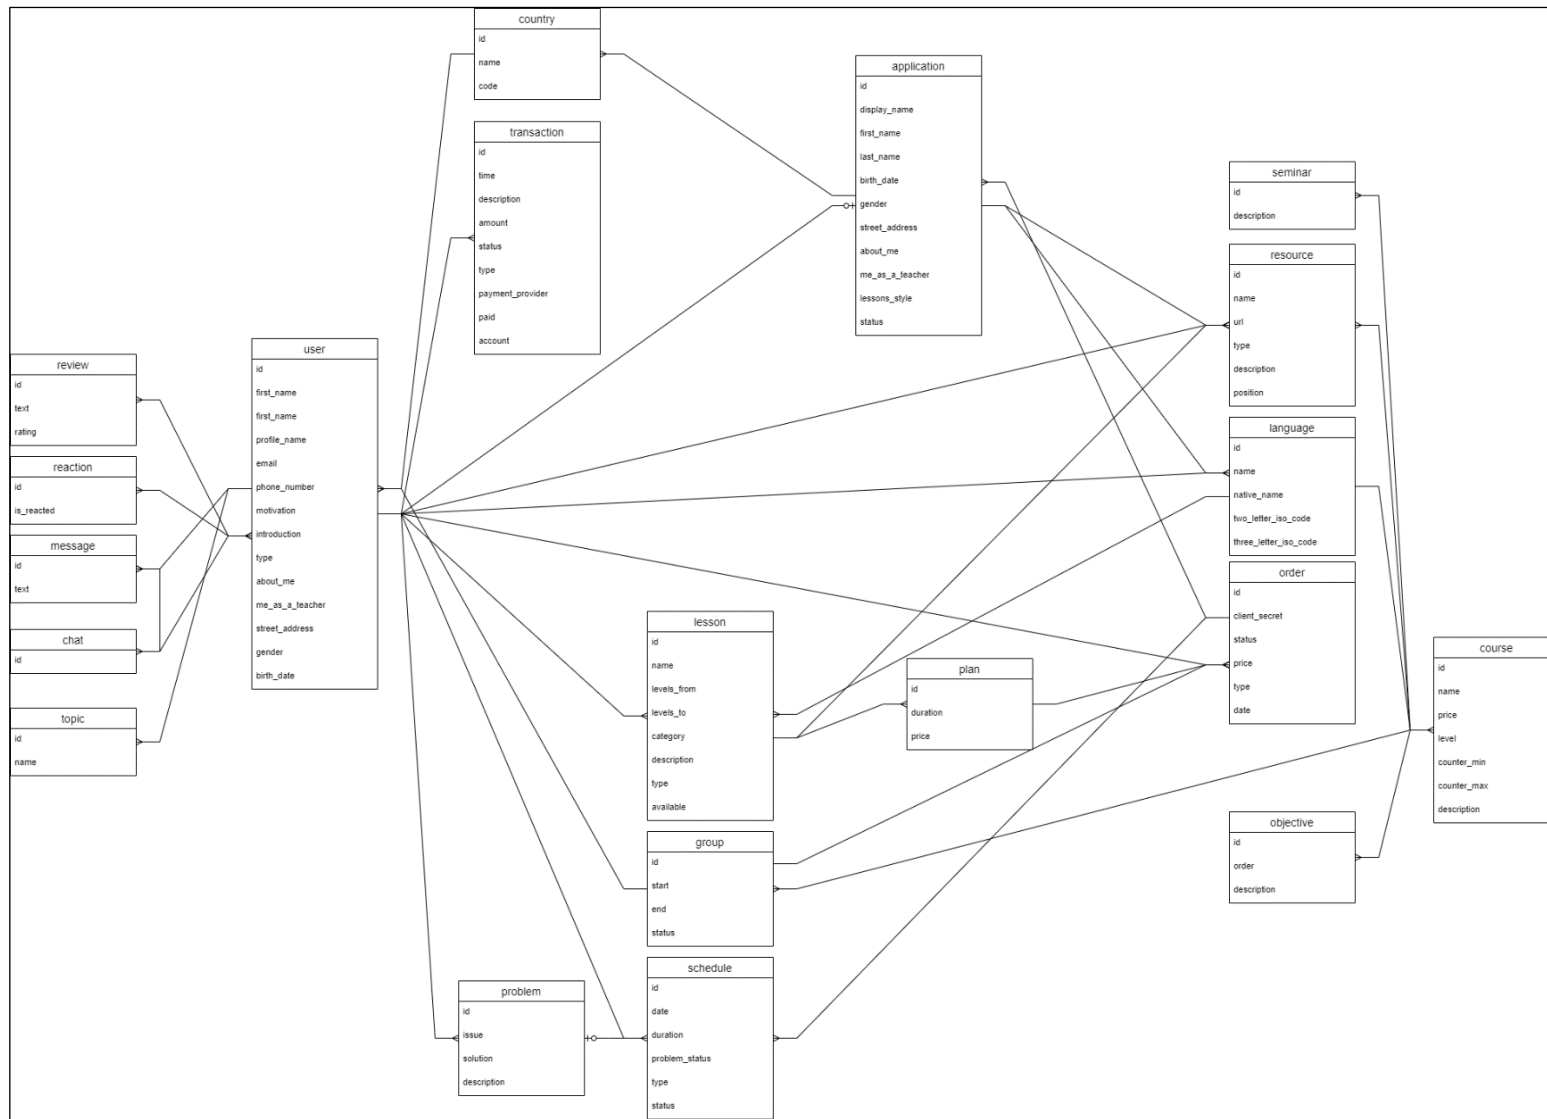 country
id
name
code
transaction
id
time
description
amount
status
type
payment_provider
paid
account
application
id
display_name
first_name
last_name
birth_date
gender
street_address
about_me
me_as_a_teacher
lessons_style
status
seminar
id
description
resource
id
name
url
type
description
position
language
id
name
native_name
two_letter_iso_code
three_letter_iso_code
order
id
client_secret
status
price
type
date
course
id
name
price
level
counter_min
counter_max
description
objective
id
order
description
review
id
text
rating
reaction
id
is_reacted
message
id
text
chat
id
topic
id
name
user
id
first_name
first_name
profile_name
email
phone_number
motivation
introduction
type
about_me
me_as_a_teacher
street_address
gender
birth_date
lesson
id
name
levels_from
levels_to
category
description
type
available
plan
id
duration
price
group
id
start
end
status
schedule
id
date
duration
problem_status
type
status
problem
id
issue
solution
description